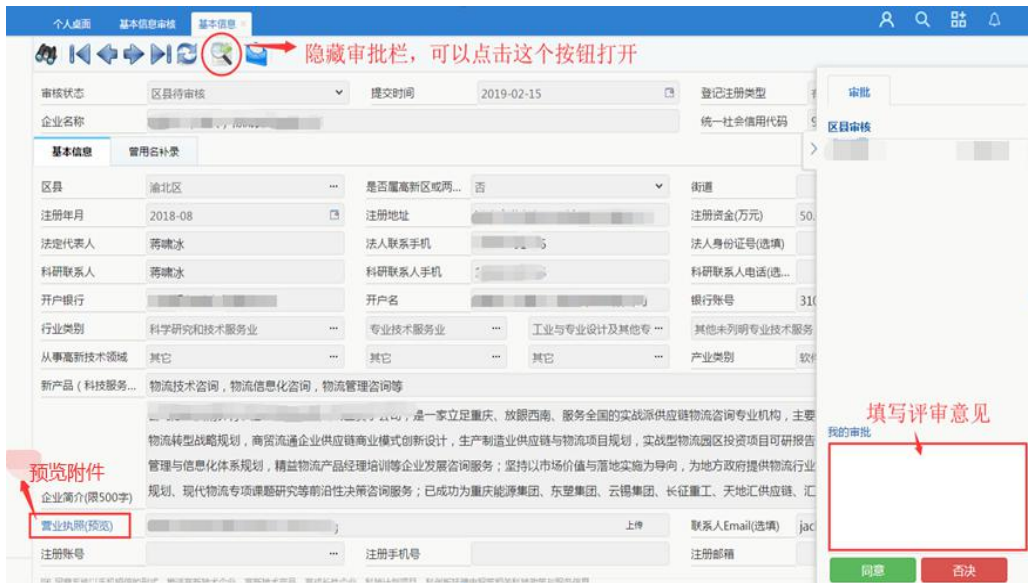 个人桌面 基本信息审核 基本信息
隐藏审批栏，可以点击这个按钮打开
审核状态 区县待审核 提交时间 2019-02-15 登记注册类型
企业名称 统一社会信用代码
基本信息 曾用名补录
区县 渝北区 ... 是否属高新区或两... 否 街道
注册年月 2018-08 注册地址 注册资金(万元) 50.
法定代表人 蒋啸冰 法人联系手机 法人身份证号(选填)
科研联系人 蒋啸冰 科研联系人手机 科研联系人电话(选...
开户银行 开户名 银行账号 310
行业类别 科学研究和技术服务业 ... 专业技术服务业 ... 工业与专业设计及其他专 ... 其他未列明专业技术服务
从事高新技术领域 其它 ... 其它 ... 其它 ... 产业类别 软件
新产品（科技服务... 物流技术咨询，物流信息化咨询，物流管理咨询等
公司，是一家立足重庆、放眼西南、服务全国的实战派供应链物流咨询专业机构，主要
物流转型战略规划，商贸流通企业供应链商业模式创新设计，生产制造业供应链与物流项目规划，实战型物流园区投资项目可研报告
管理与信息化体系规划，精益物流产品经理培训等企业发展咨询服务；坚持以市场价值与落地实施为导向，为地方政府提供物流行业
企业简介(限500字) 规划、现代物流专项课题研究等前沿性决策咨询服务；已成功为重庆能源集团、东塑集团、云锡集团、长征重工、天地汇供应链、汇
预览附件
营业执照(预览) ; 上传 联系人Email(选填) jac
注册账号 ... 注册手机号 注册邮箱
审批
区县审核
填写评审意见
我的审批
同意 否决